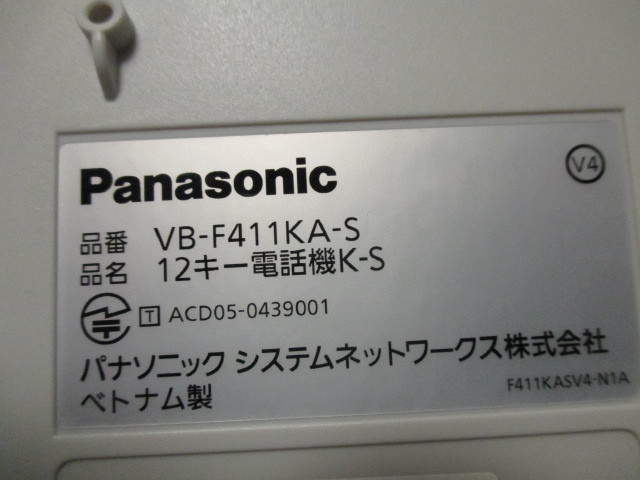 Panasonic
V4
品番 VB-F411KA-S
品名 12キー電話機K-S
T ACD05-0439001
パナソニック システムネットワークス株式会社
ベトナム製
F411KASV4-N1A